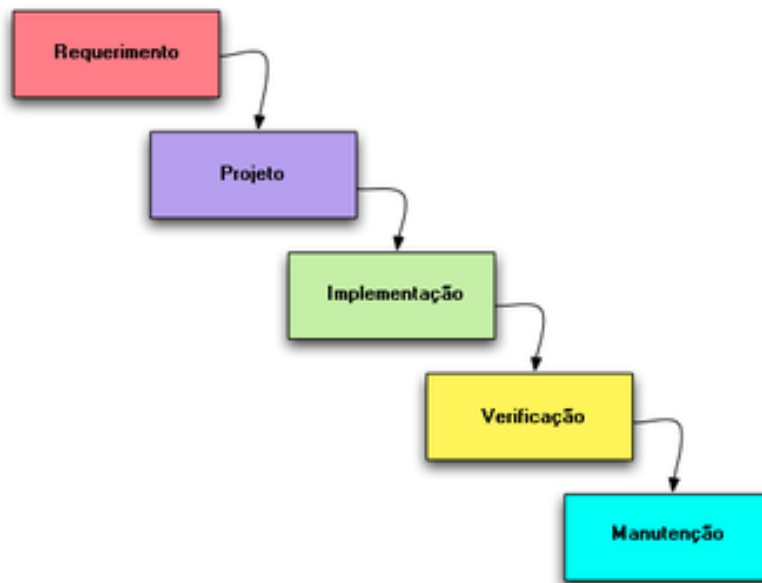 Requerimento
Projeto
Implementação
Verificação
Manutenção